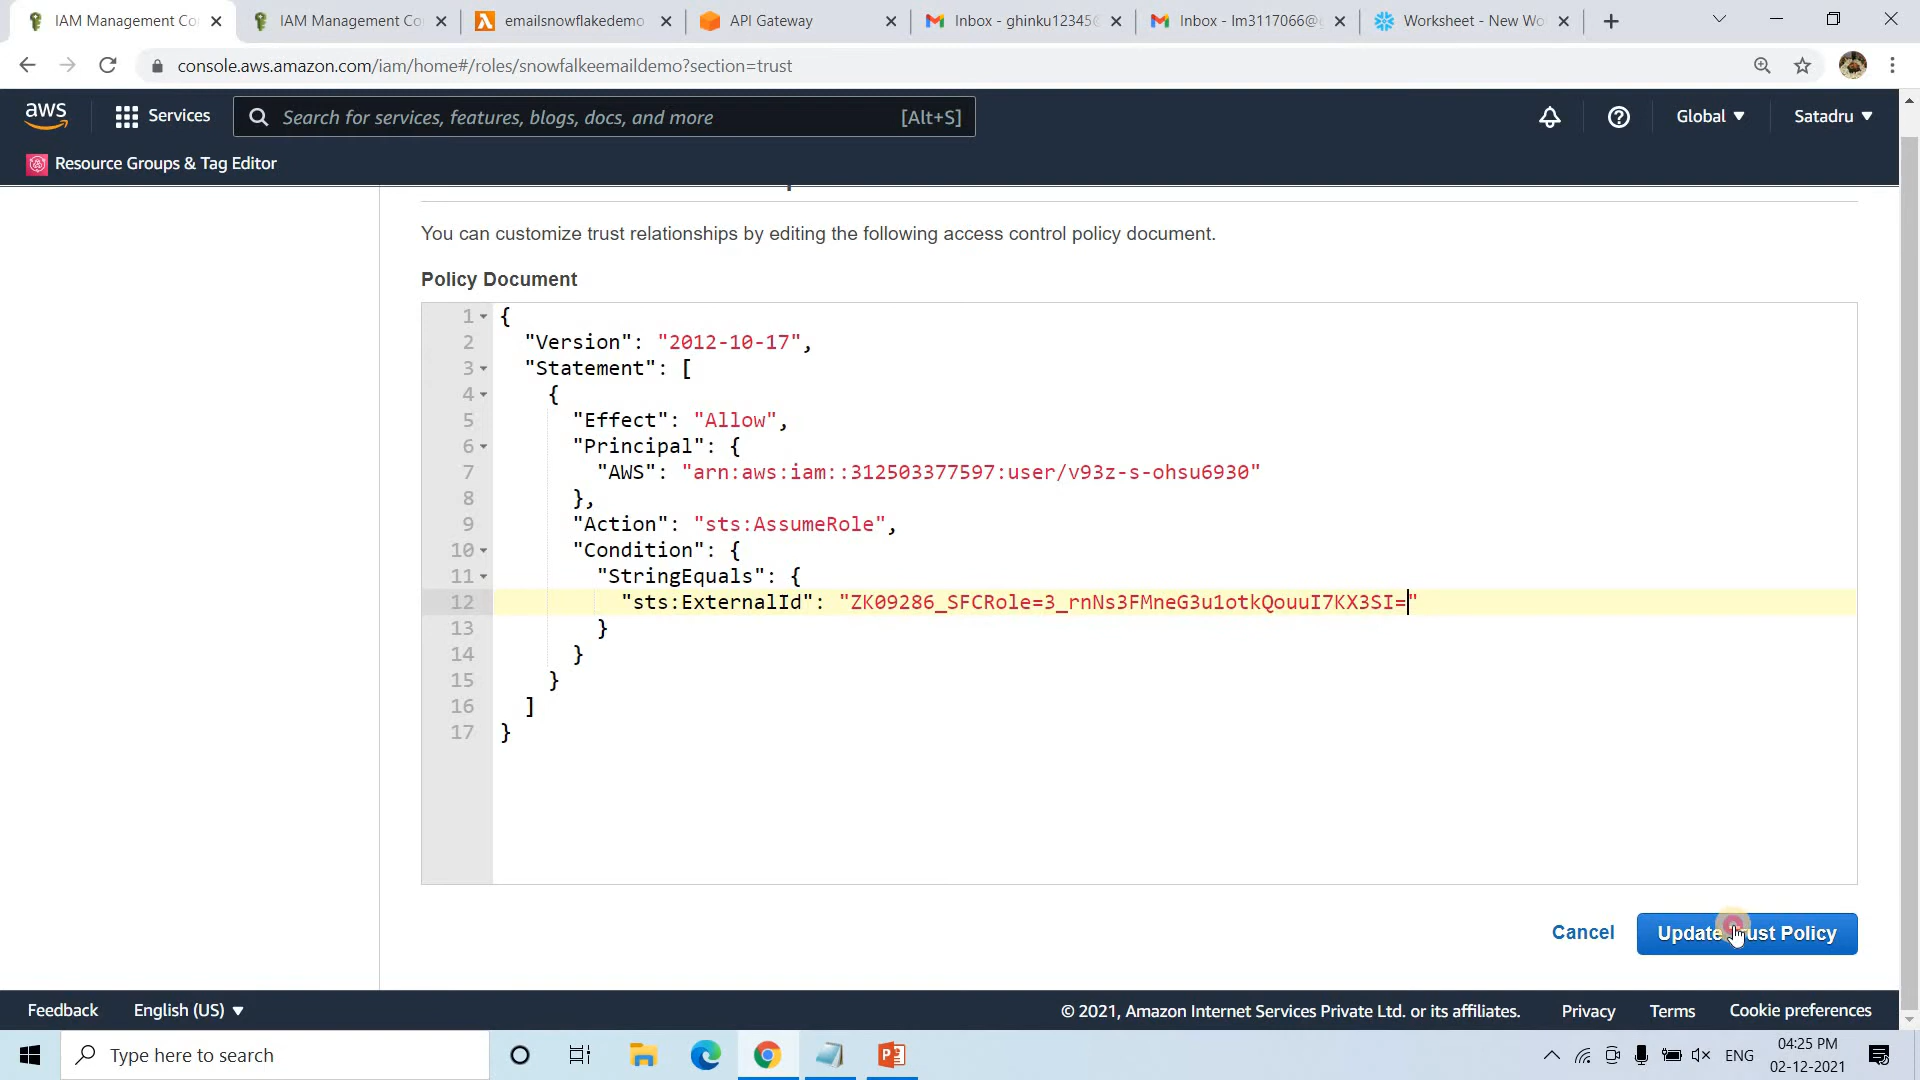 IAM Management Co
IAM Management Co
emailsnowflakedemo
API Gateway
Inbox - ghinku12345@
Inbox - lm3117066@g
Worksheet - New Wo
console.aws.amazon.com/iam/home#/roles/snowfalkeemaildemo?section=trust
aws
Services
Search for services, features, blogs, docs, and more
[Alt+S]
Global
Satadru
Resource Groups & Tag Editor
You can customize trust relationships by editing the following access control policy document.
Policy Document
1 {
2 "Version": "2012-10-17",
3 "Statement": [
4 {
5 "Effect": "Allow",
6 "Principal": {
7 "AWS": "arn:aws:iam::312503377597:user/v93z-s-ohsu6930"
8 },
9 "Action": "sts:AssumeRole",
10 "Condition": {
11 "StringEquals": {
12 "sts:ExternalId": "ZK09286_SFCRole=3_rnNs3FMneG3u1otkQouuI7KX3SI="
13 }
14 }
15 }
16 ]
17 }
Cancel
Update Trust Policy
Feedback
English (US)
© 2021, Amazon Internet Services Private Ltd. or its affiliates.
Privacy
Terms
Cookie preferences
Type here to search
ENG
04:25 PM
02-12-2021